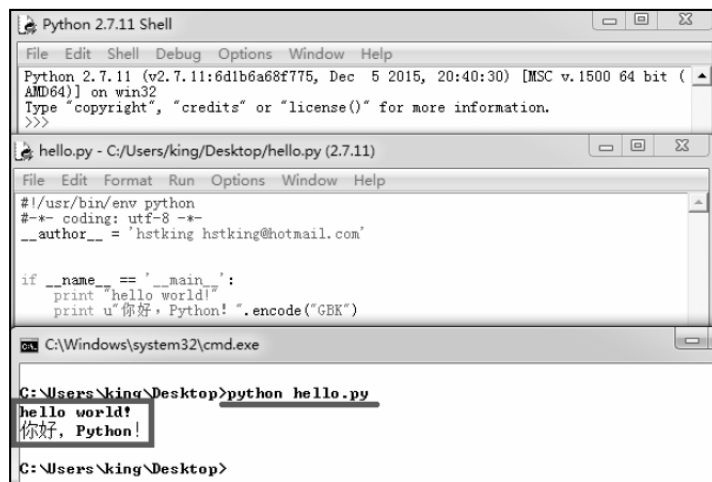 Python 2.7.11 Shell
File Edit Shell Debug Options Window Help
Python 2.7.11 (v2.7.11:6d1b6a68f775, Dec  5 2015, 20:40:30) [MSC v.1500 64 bit (
AMD64)] on win32
Type "copyright", "credits" or "license()" for more information.
>>>
hello.py - C:/Users/king/Desktop/hello.py (2.7.11)
File Edit Format Run Options Window Help
#!/usr/bin/env python
#-*- coding: utf-8 -*-
__author__ = 'hstking hstking@hotmail.com'
if __name__ == '__main__':
    print "hello world!"
    print u"你好，Python! ".encode("GBK")
C:\Windows\system32\cmd.exe
C:\Users\king\Desktop>python hello.py
hello world!
你好，Python!
C:\Users\king\Desktop>